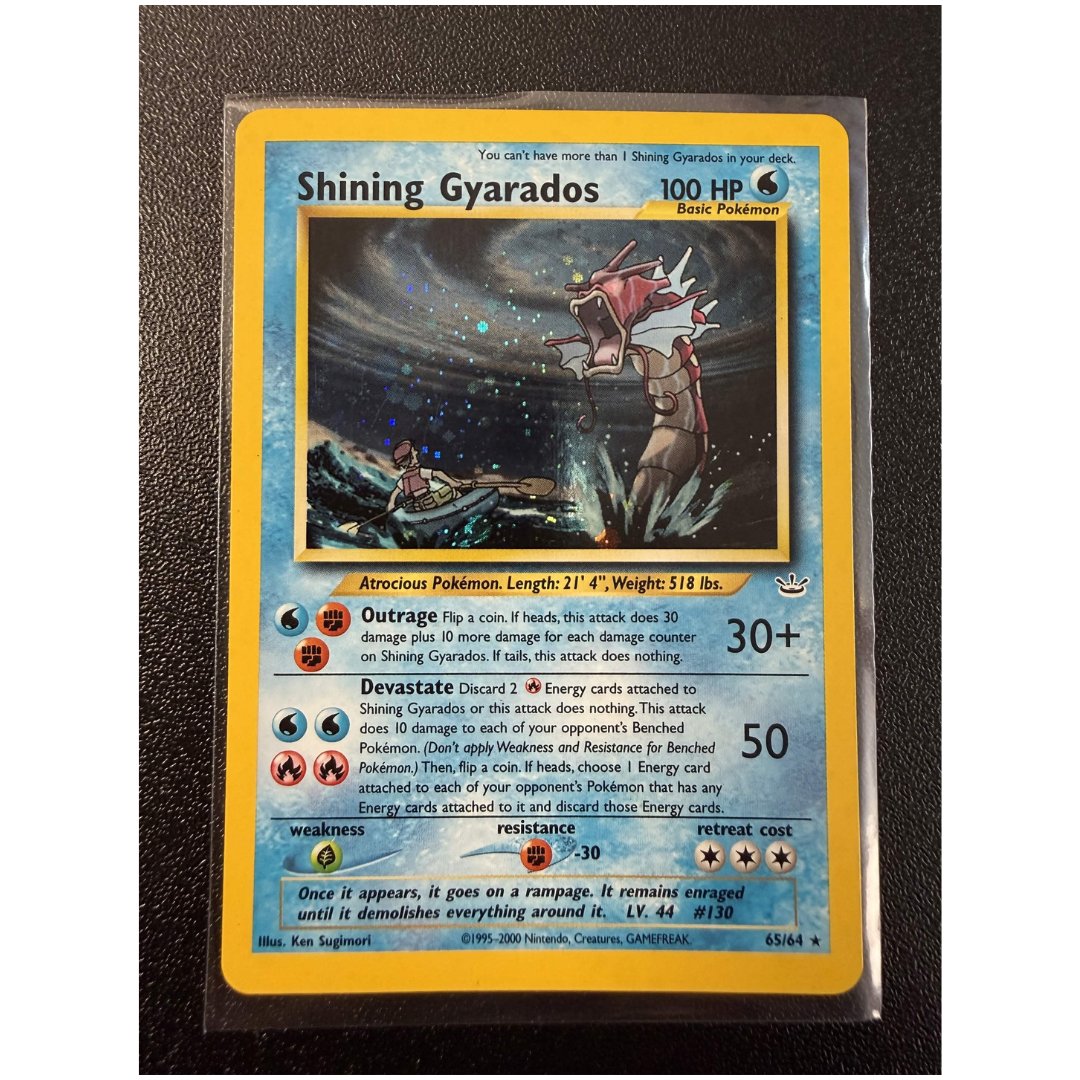 You can't have more than 1 Shining Gyarados in your deck.
Shining Gyarados 100 HP
Basic Pokémon
Atrocious Pokémon. Length: 21' 4", Weight: 518 lbs.
Outrage Flip a coin. If heads, this attack does 30
damage plus 10 more damage for each damage counter
on Shining Gyarados. If tails, this attack does nothing.
30+
Devastate Discard 2 Energy cards attached to
Shining Gyarados or this attack does nothing. This attack
does 10 damage to each of your opponent's Benched
Pokémon. (Don't apply Weakness and Resistance for Benched
Pokémon.) Then, flip a coin. If heads, choose 1 Energy card
attached to each of your opponent's Pokémon that has any
Energy cards attached to it and discard those Energy cards.
50
weakness resistance retreat cost
-30
Once it appears, it goes on a rampage. It remains enraged
until it demolishes everything around it. LV. 44 #130
Illus. Ken Sugimori ©1995–2000 Nintendo, Creatures, GAMEFREAK. 65/64 ★